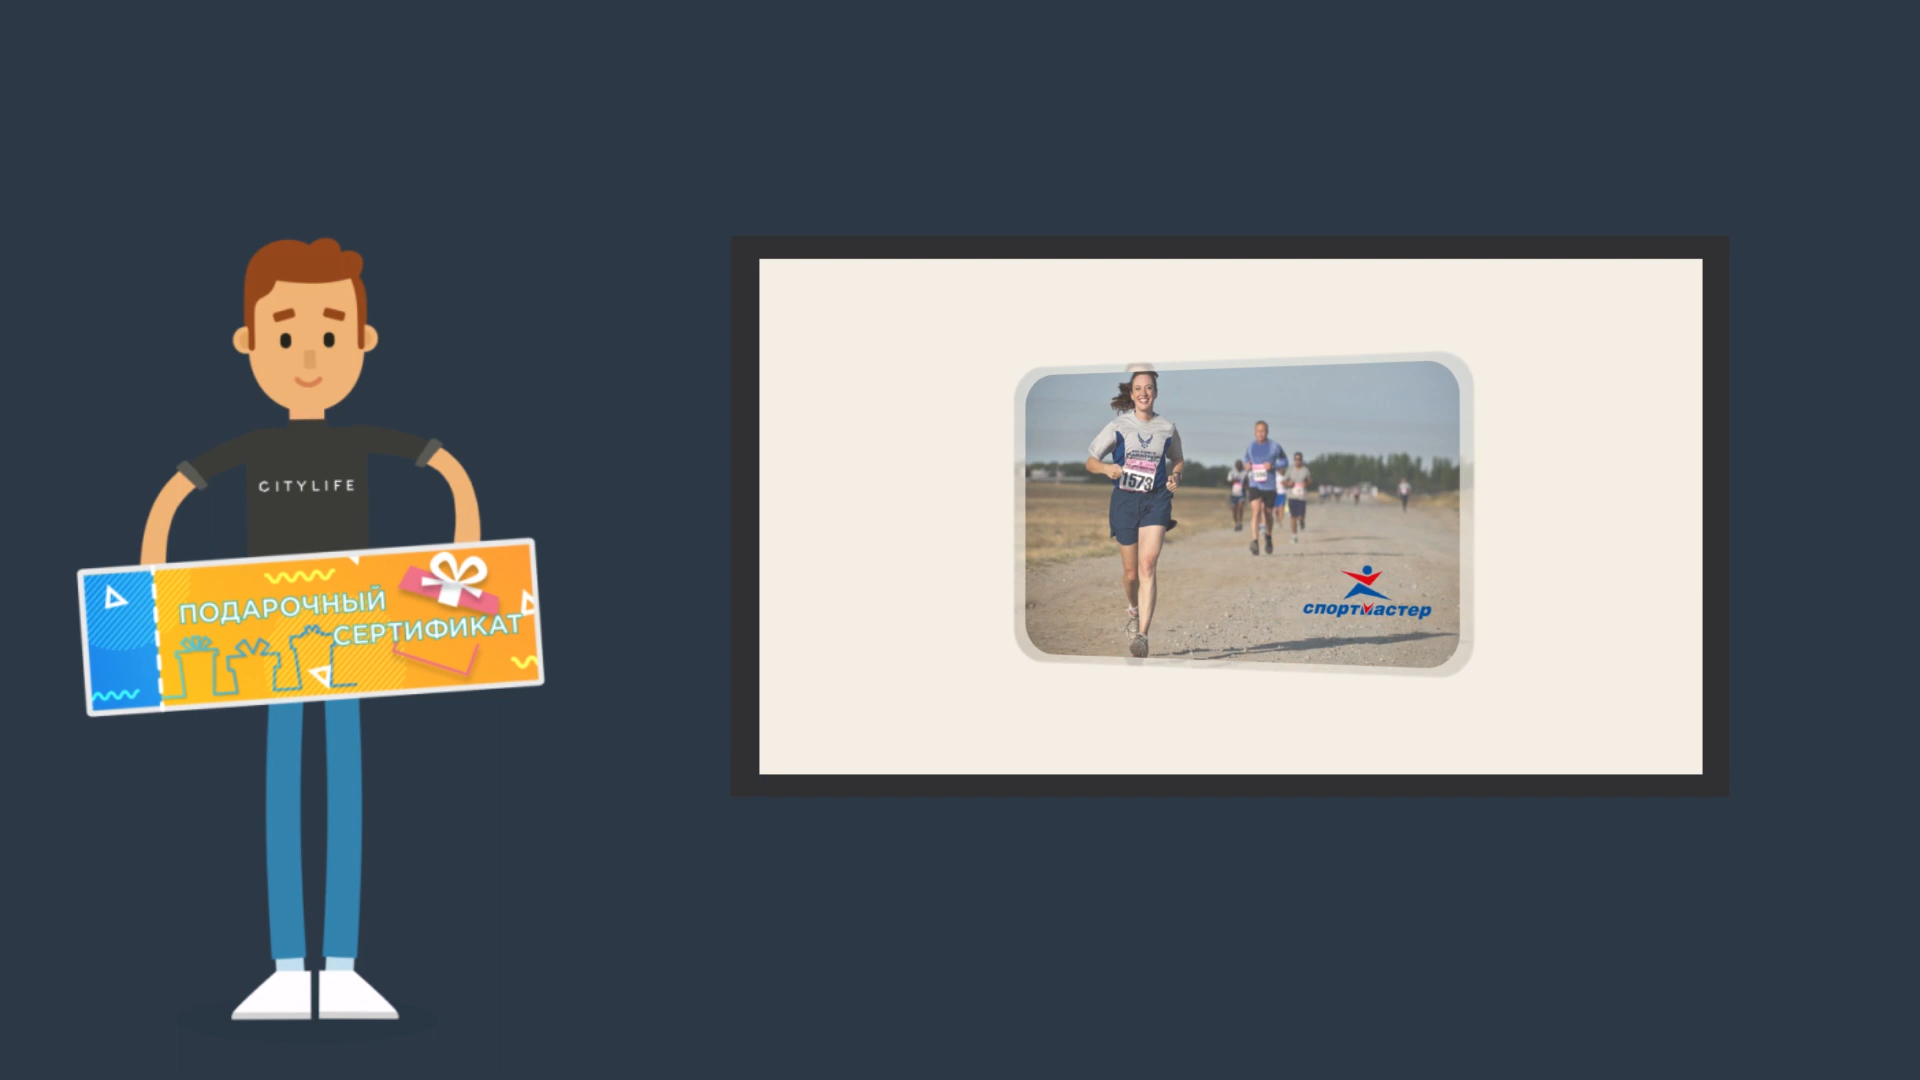 CITYLIFE
ПОДАРОЧНЫЙ
СЕРТИФИКАТ
1573
спортмастер